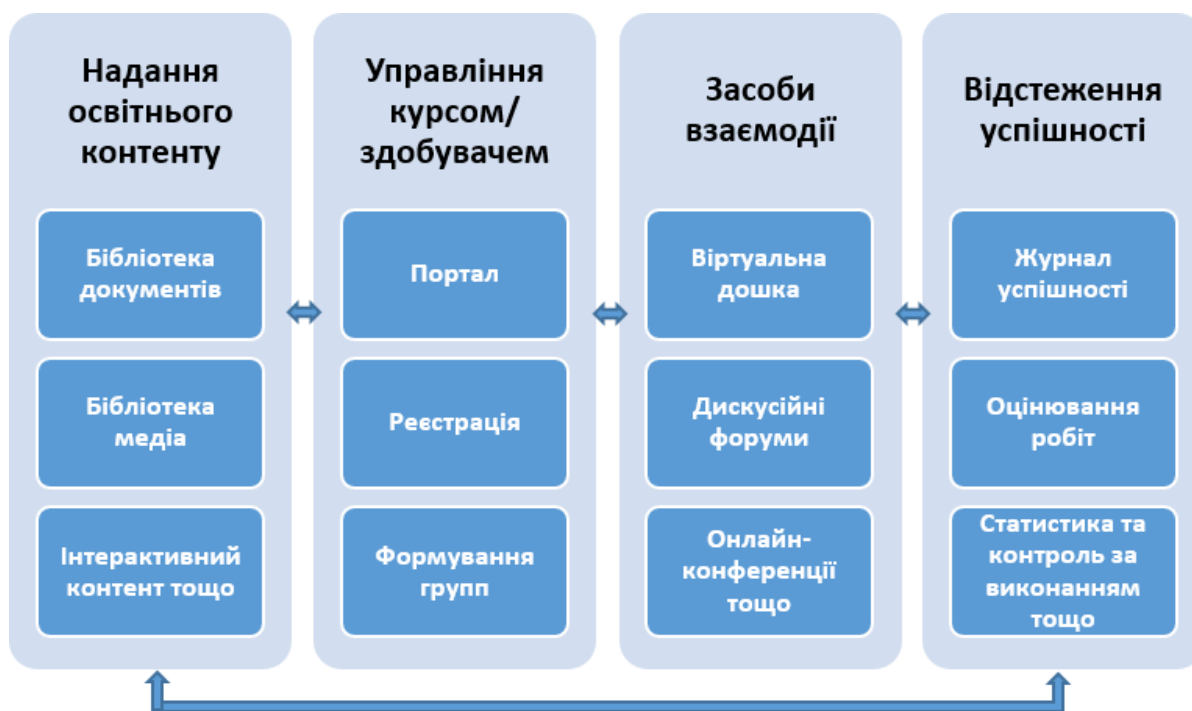 Надання
освітнього
контенту
Бібліотека
документів
Бібліотека
медіа
Інтерактивний
контент тощо
Управління
курсом/
здобувачем
Портал
Реєстрація
Формування
групп
Засоби
взаємодії
Віртуальна
дошка
Дискусійні
форуми
Онлайн-
конференції
тощо
Відстеження
успішності
Журнал
успішності
Оцінювання
робіт
Статистика та
контроль за
виконанням
тощо